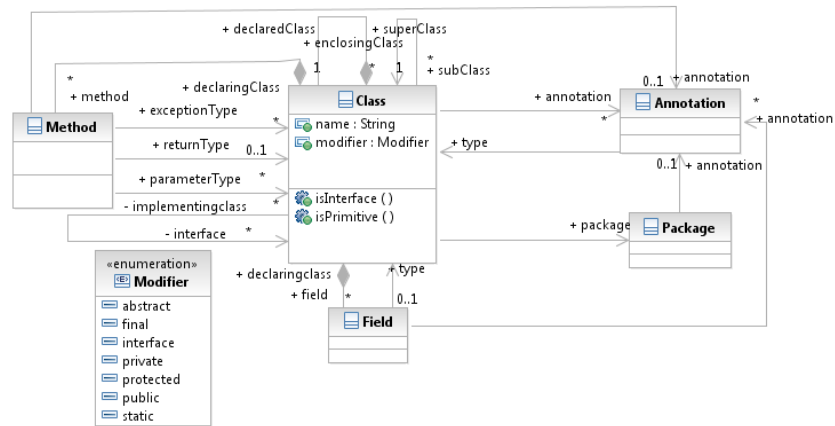 + declaredClass
+ superClass
+ enclosingClass
*
1
*
1
*
+ subClass
0..1
+ annotation
+ method
+ declaringClass
Method
+ exceptionType
*
+ returnType
0..1
+ parameterType
*
- implementingclass
*
- interface
*
Class
name : String
modifier : Modifier
isInterface ( )
isPrimitive ( )
+ annotation
*
+ type
Annotation
*
+ annotation
0..1
+ annotation
+ package
Package
«enumeration»
Modifier
abstract
final
interface
private
protected
public
static
+ declaringclass
+ field
*
+ type
0..1
Field